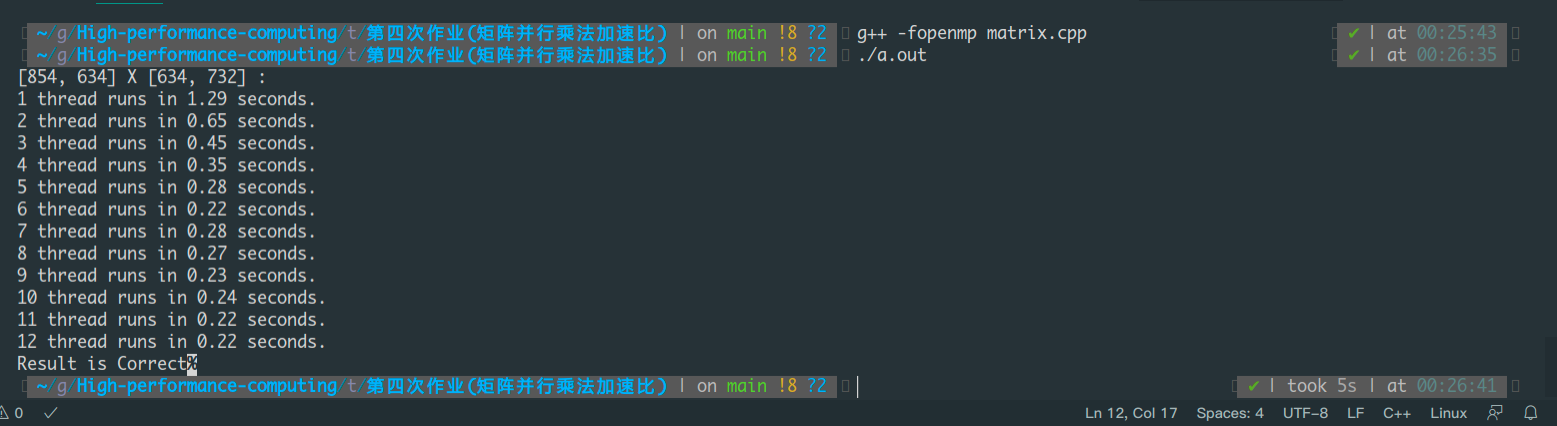 ~/g/High-performance-computing/t/第四次作业(矩阵并行乘法加速比) | on main !8 ?2 g++ -fopenmp matrix.cpp ✔ | at 00:25:43
~/g/High-performance-computing/t/第四次作业(矩阵并行乘法加速比) | on main !8 ?2 ./a.out ✔ | at 00:26:35
[854, 634] X [634, 732] :
1 thread runs in 1.29 seconds.
2 thread runs in 0.65 seconds.
3 thread runs in 0.45 seconds.
4 thread runs in 0.35 seconds.
5 thread runs in 0.28 seconds.
6 thread runs in 0.22 seconds.
7 thread runs in 0.28 seconds.
8 thread runs in 0.27 seconds.
9 thread runs in 0.23 seconds.
10 thread runs in 0.24 seconds.
11 thread runs in 0.22 seconds.
12 thread runs in 0.22 seconds.
Result is Correct%
~/g/High-performance-computing/t/第四次作业(矩阵并行乘法加速比) | on main !8 ?2 ✔ | took 5s | at 00:26:41
0 Ln 12, Col 17 Spaces: 4 UTF-8 LF C++ Linux